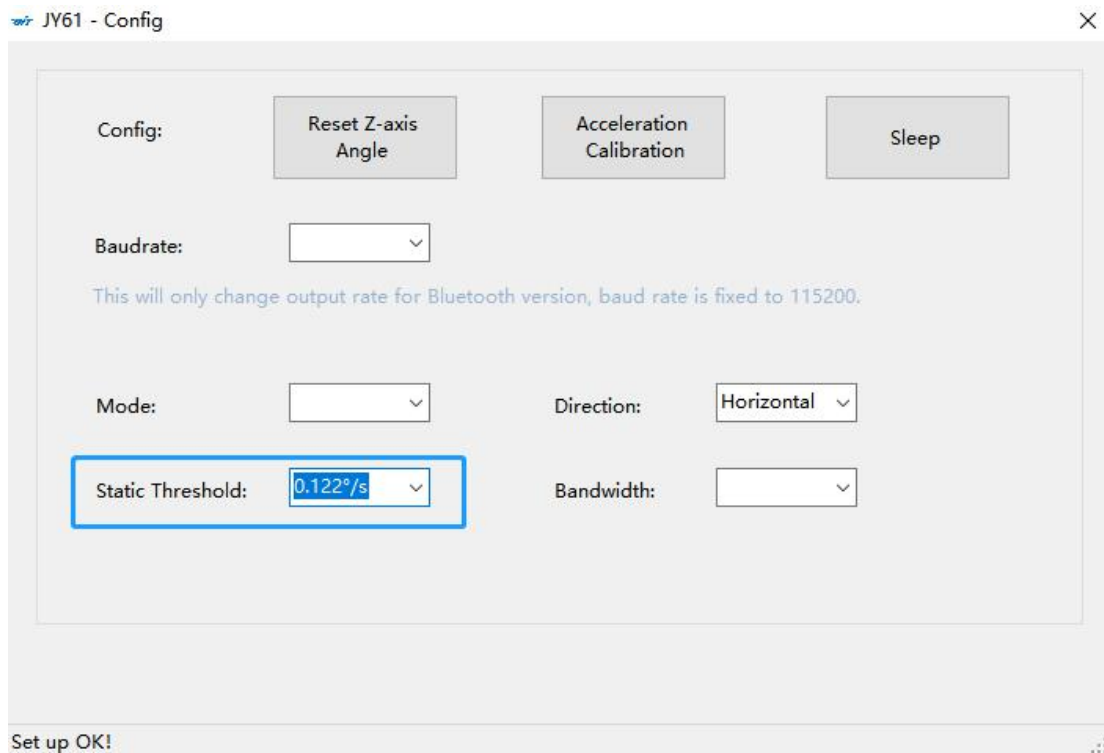 JY61 - Config
Config:
Reset Z-axis
Angle
Acceleration
Calibration
Sleep
Baudrate:
This will only change output rate for Bluetooth version, baud rate is fixed to 115200.
Mode:
Direction:
Horizontal
Static Threshold:
0.122°/s
Bandwidth:
Set up OK!